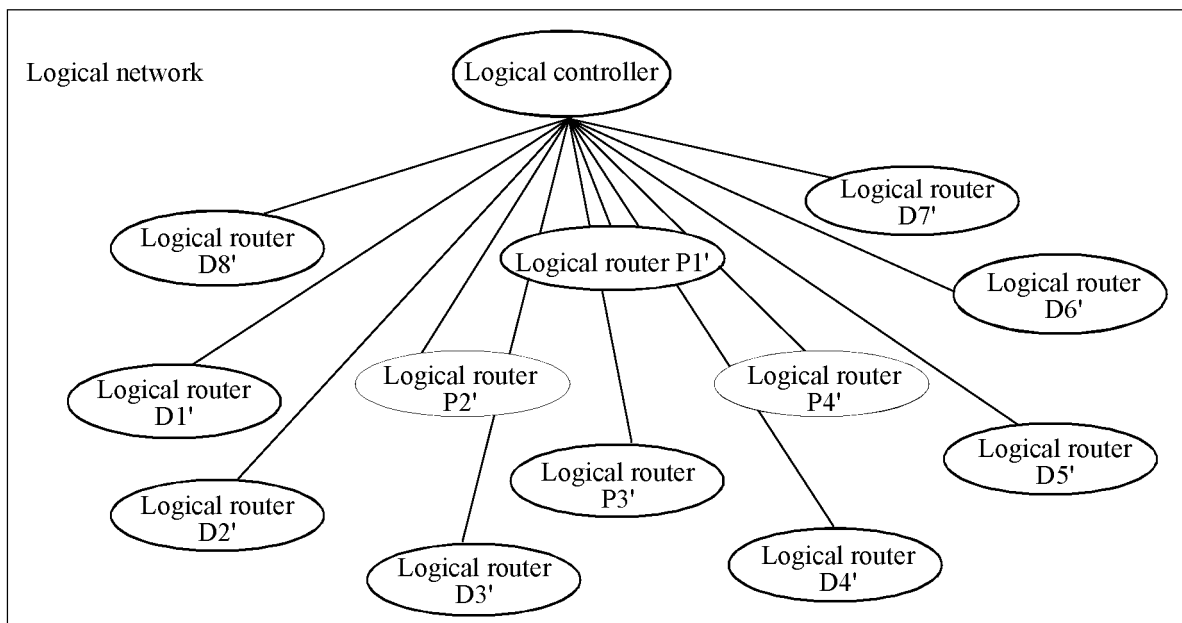 Logical controller
Logical network
Logical router
D7'
Logical router
D8'
Logical router P1'
Logical router
D6'
Logical router
D1'
Logical router
P2'
Logical router
P4'
Logical router
D5'
Logical router
P3'
Logical router
D2'
Logical router
D3'
Logical router
D4'